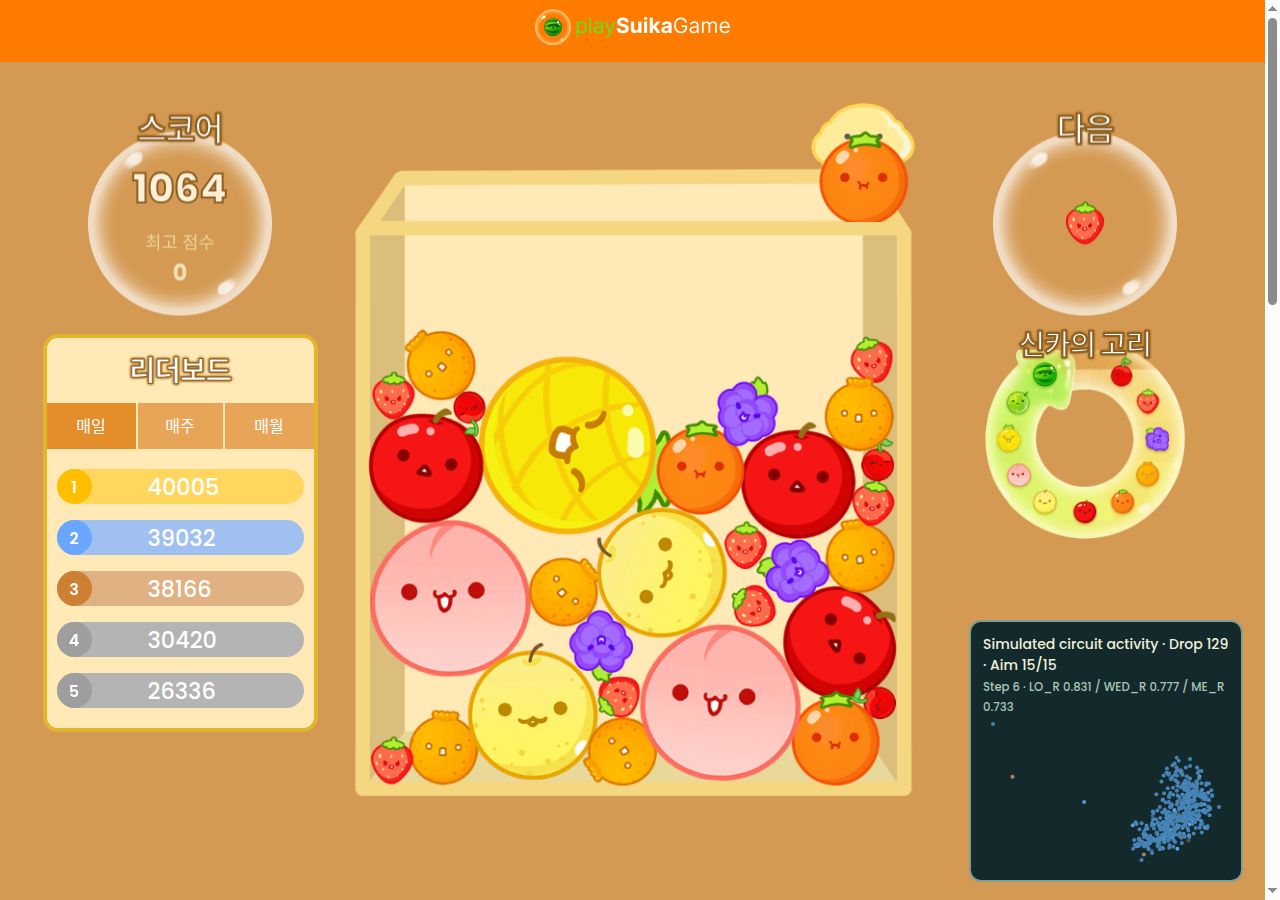 playSuikaGame
스코어
1064
최고 점수
0
리더보드
매일 매주 매월
1 40005
2 39032
3 38166
4 30420
5 26336
다음
신카의 고리
Simulated circuit activity · Drop 129
· Aim 15/15
Step 6 · LO_R 0.831 / WED_R 0.777 / ME_R
0.733